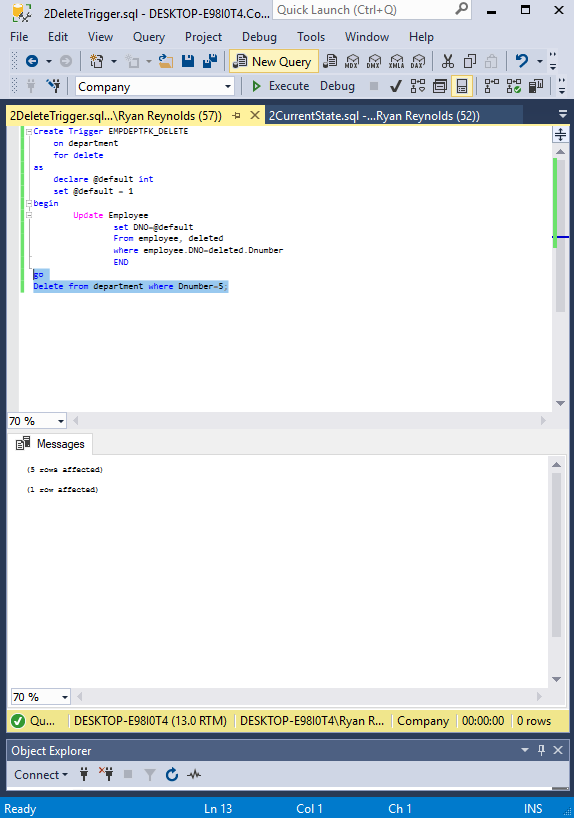 2DeleteTrigger.sql - DESKTOP-E98I0T4.Co...
Quick Launch (Ctrl+Q)
File Edit View Query Project Debug Tools Window Help
New Query MDX DMX XMLA DAX
Company Execute Debug
2DeleteTrigger.sql...\Ryan Reynolds (57)) 2CurrentState.sql -...Ryan Reynolds (52))
Create Trigger EMPDEPTFK_DELETE
on department
for delete
as
declare @default int
set @default = 1
begin
Update Employee
set DNO=@default
From employee, deleted
where employee.DNO=deleted.Dnumber
END
go
Delete from department where Dnumber=5;
70 %
Messages
(5 rows affected)
(1 row affected)
70 %
Qu... DESKTOP-E98I0T4 (13.0 RTM) DESKTOP-E98I0T4\Ryan R... Company 00:00:00 0 rows
Object Explorer
Connect
Ready Ln 13 Col 1 Ch 1 INS